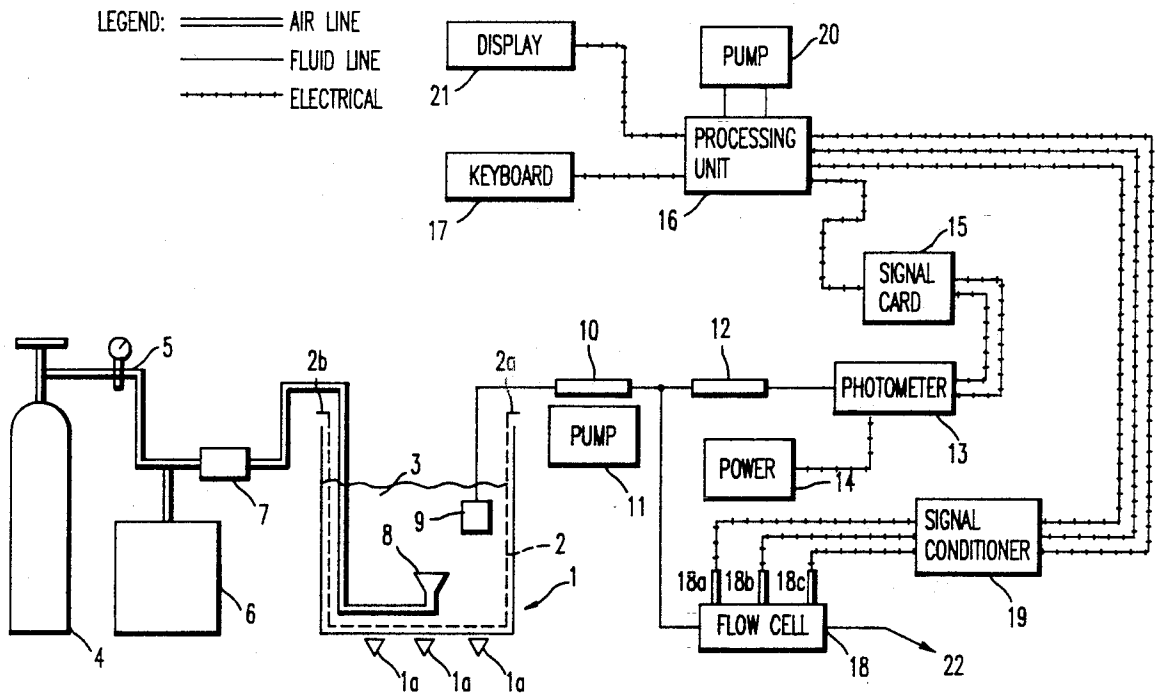 LEGEND: AIR LINE
FLUID LINE
ELECTRICAL
DISPLAY
21
PUMP
20
PROCESSING
UNIT
16
KEYBOARD
17
15
SIGNAL
CARD
5
2b
2a
10
12
PHOTOMETER
13
PUMP
11
POWER
14
7
3
9
8
2
1
6
4
1a
1a
1a
SIGNAL
CONDITIONER
19
18a
18b
18c
FLOW CELL
18
22